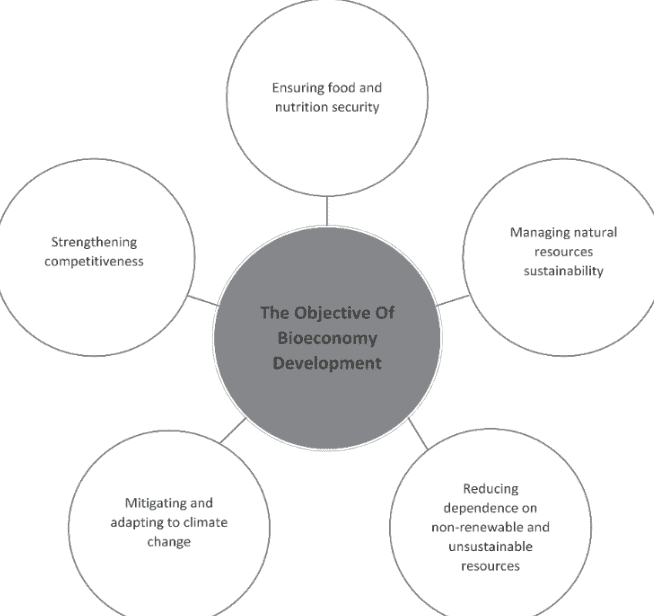 Ensuring food and
nutrition security
Strengthening
competitiveness
Managing natural
resources
sustainability
The Objective Of
Bioeconomy
Development
Mitigating and
adapting to climate
change
Reducing
dependence on
non-renewable and
unsustainable
resources